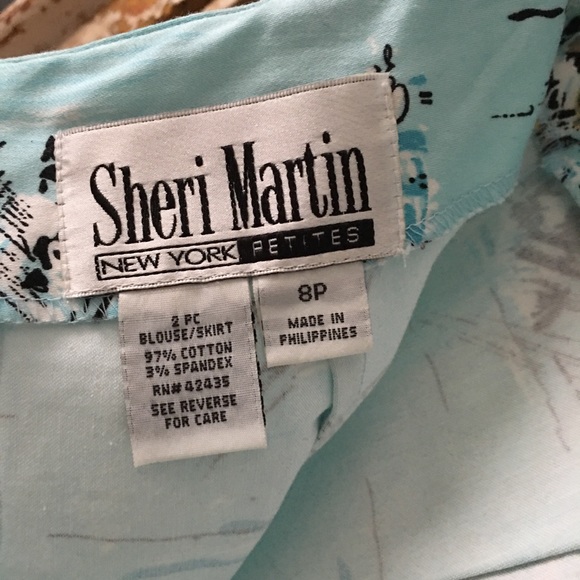 Sheri Martin
NEW YORK PETITES
2 PC
BLOUSE/SKIRT
97% COTTON
3% SPANDEX
RN# 42435
SEE REVERSE
FOR CARE
8P
MADE IN
PHILIPPINES